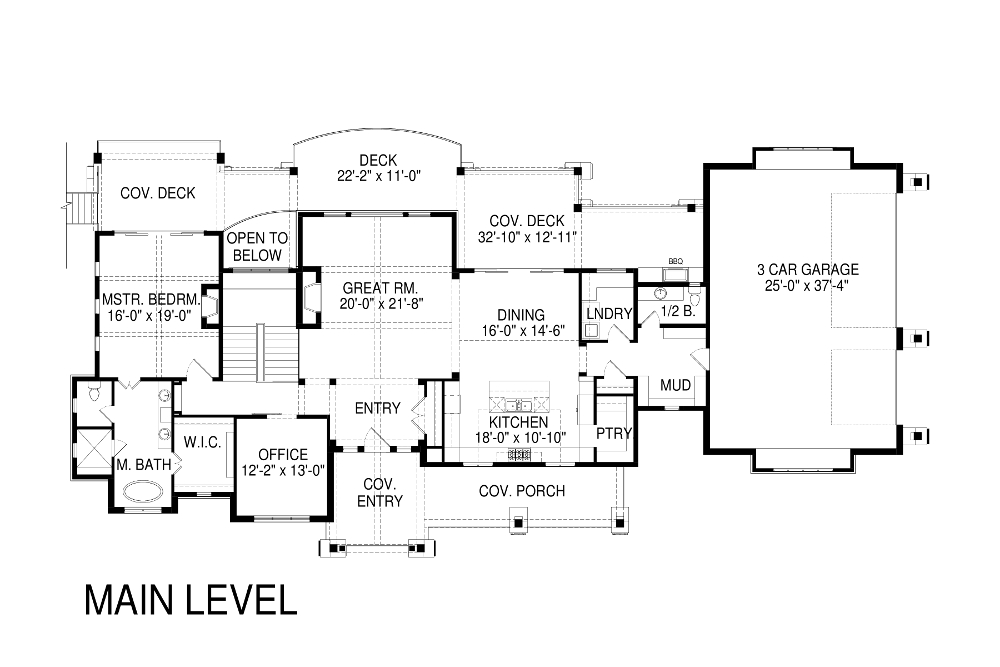 DECK
22'-2" x 11'-0"
COV. DECK
COV. DECK
32'-10" x 12'-11"
OPEN TO
BELOW
BBQ
3 CAR GARAGE
25'-0" x 37'-4"
MSTR. BEDRM.
16'-0" x 19'-0"
GREAT RM.
20'-0" x 21'-8"
DINING
16'-0" x 14'-6"
LNDRY
1/2 B.
MUD
ENTRY
KITCHEN
18'-0" x 10'-10"
PTRY
W.I.C.
M. BATH
OFFICE
12'-2" x 13'-0"
COV.
ENTRY
COV. PORCH
MAIN LEVEL